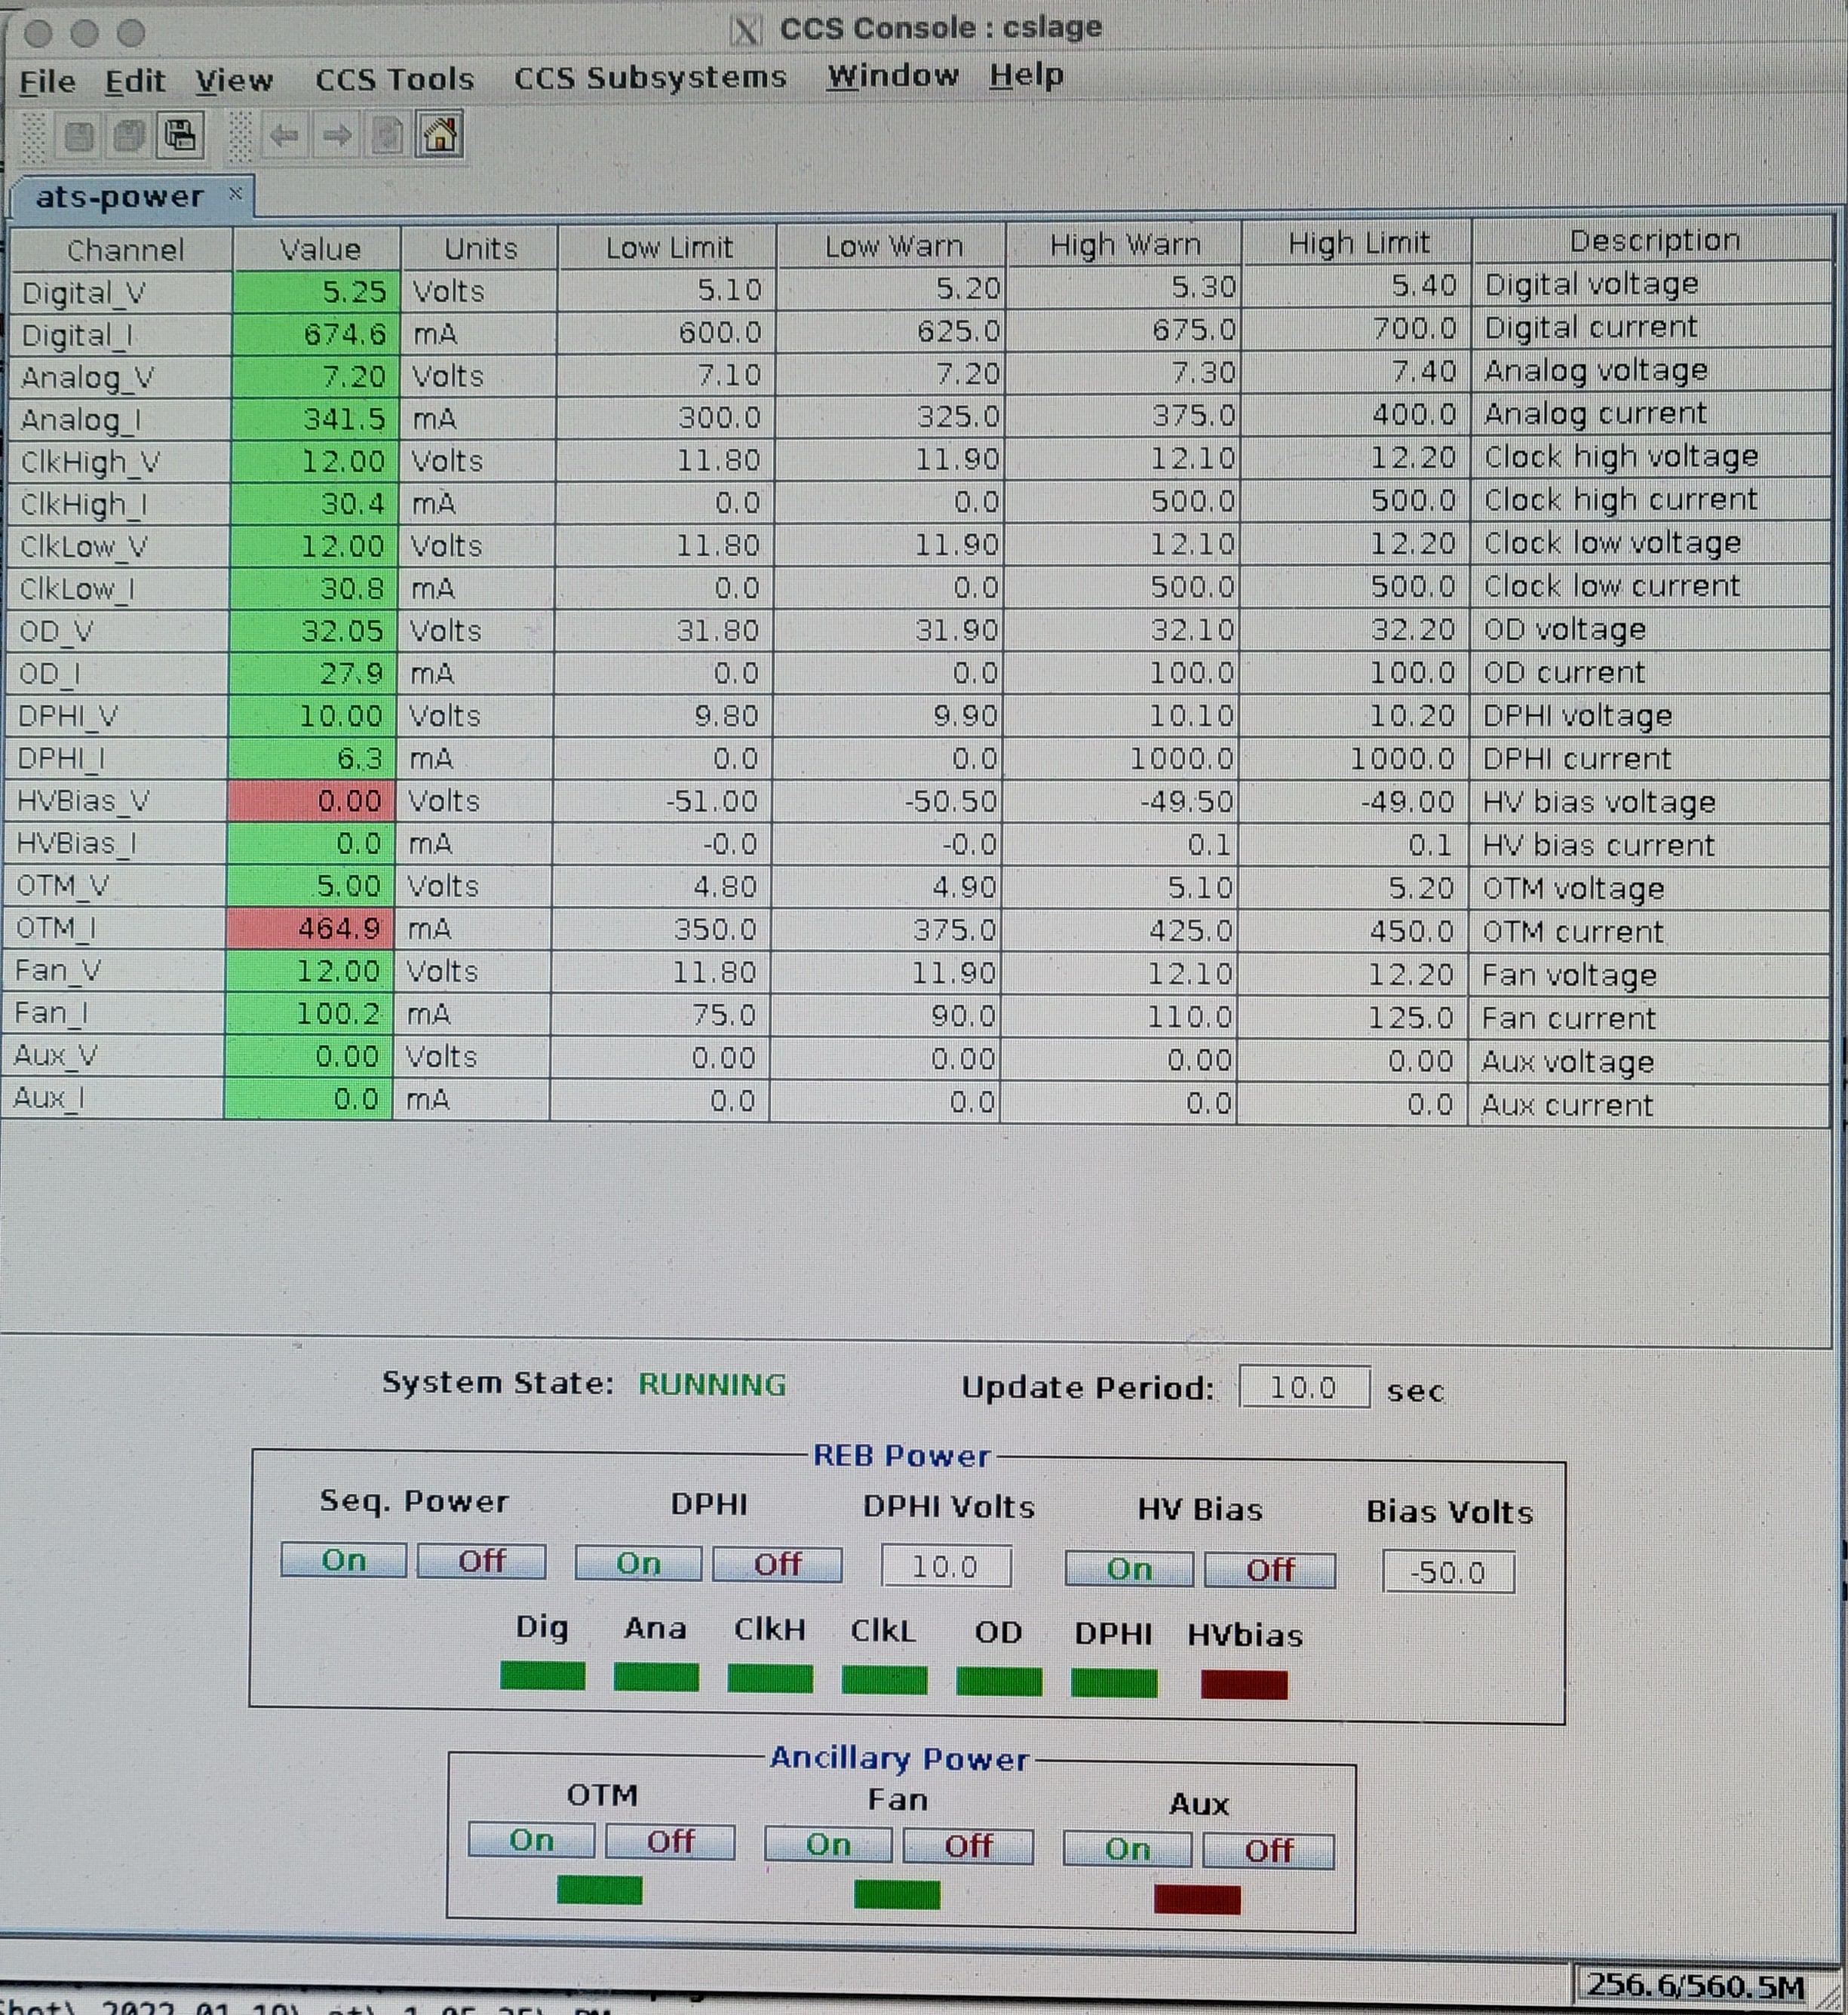 CCS Console : cslage
File Edit View CCS Tools CCS Subsystems Window Help
ats-power ×
Channel Value Units Low Limit Low Warn High Warn High Limit Description
Digital_V 5.25 Volts 5.10 5.20 5.30 5.40 Digital voltage
Digital_I 674.6 mA 600.0 625.0 675.0 700.0 Digital current
Analog_V 7.20 Volts 7.10 7.20 7.30 7.40 Analog voltage
Analog_I 341.5 mA 300.0 325.0 375.0 400.0 Analog current
ClkHigh_V 12.00 Volts 11.80 11.90 12.10 12.20 Clock high voltage
ClkHigh_I 30.4 mA 0.0 0.0 500.0 500.0 Clock high current
ClkLow_V 12.00 Volts 11.80 11.90 12.10 12.20 Clock low voltage
ClkLow_I 30.8 mA 0.0 0.0 500.0 500.0 Clock low current
OD_V 32.05 Volts 31.80 31.90 32.10 32.20 OD voltage
OD_I 27.9 mA 0.0 0.0 100.0 100.0 OD current
DPHI_V 10.00 Volts 9.80 9.90 10.10 10.20 DPHI voltage
DPHI_I 6.3 mA 0.0 0.0 1000.0 1000.0 DPHI current
HVBias_V 0.00 Volts -51.00 -50.50 -49.50 -49.00 HV bias voltage
HVBias_I 0.0 mA -0.0 -0.0 0.1 0.1 HV bias current
OTM_V 5.00 Volts 4.80 4.90 5.10 5.20 OTM voltage
OTM_I 464.9 mA 350.0 375.0 425.0 450.0 OTM current
Fan_V 12.00 Volts 11.80 11.90 12.10 12.20 Fan voltage
Fan_I 100.2 mA 75.0 90.0 110.0 125.0 Fan current
Aux_V 0.00 Volts 0.00 0.00 0.00 0.00 Aux voltage
Aux_I 0.0 mA 0.0 0.0 0.0 0.0 Aux current
System State: RUNNING Update Period: 10.0 sec
REB Power
Seq. Power DPHI DPHI Volts HV Bias Bias Volts
On Off On Off 10.0 On Off -50.0
Dig Ana ClkH ClkL OD DPHI HVbias
Ancillary Power
OTM Fan Aux
On Off On Off On Off
256.6/560.5M